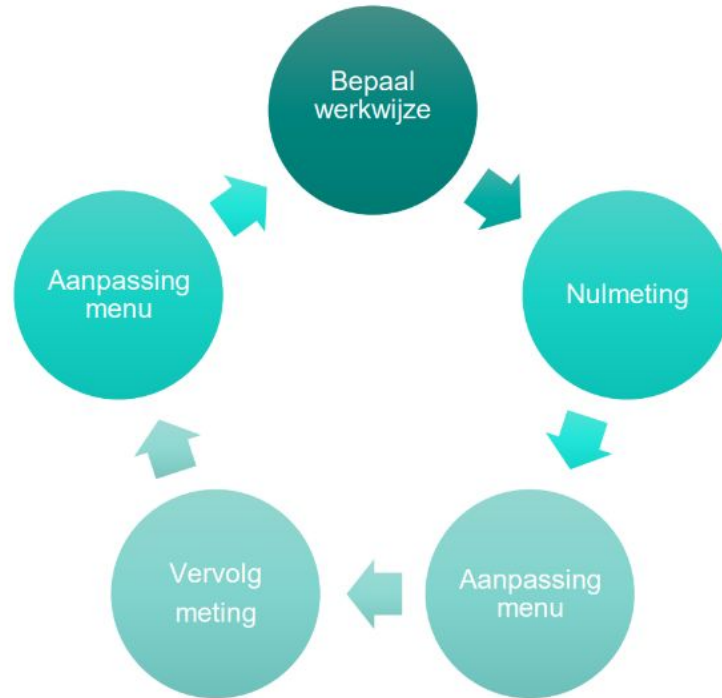 Bepaal
werkwijze
Nulmeting
Aanpassing
menu
Vervolg
meting
Aanpassing
menu